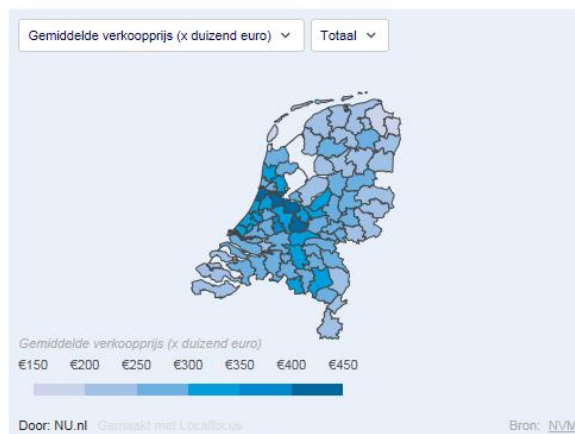 Gemiddelde verkoopprijs (x duizend euro) Totaal
Gemiddelde verkoopprijs (x duizend euro)
€150 €200 €250 €300 €350 €400 €450
Door: NU.nl Gemaakt met Localfocus Bron: NVM